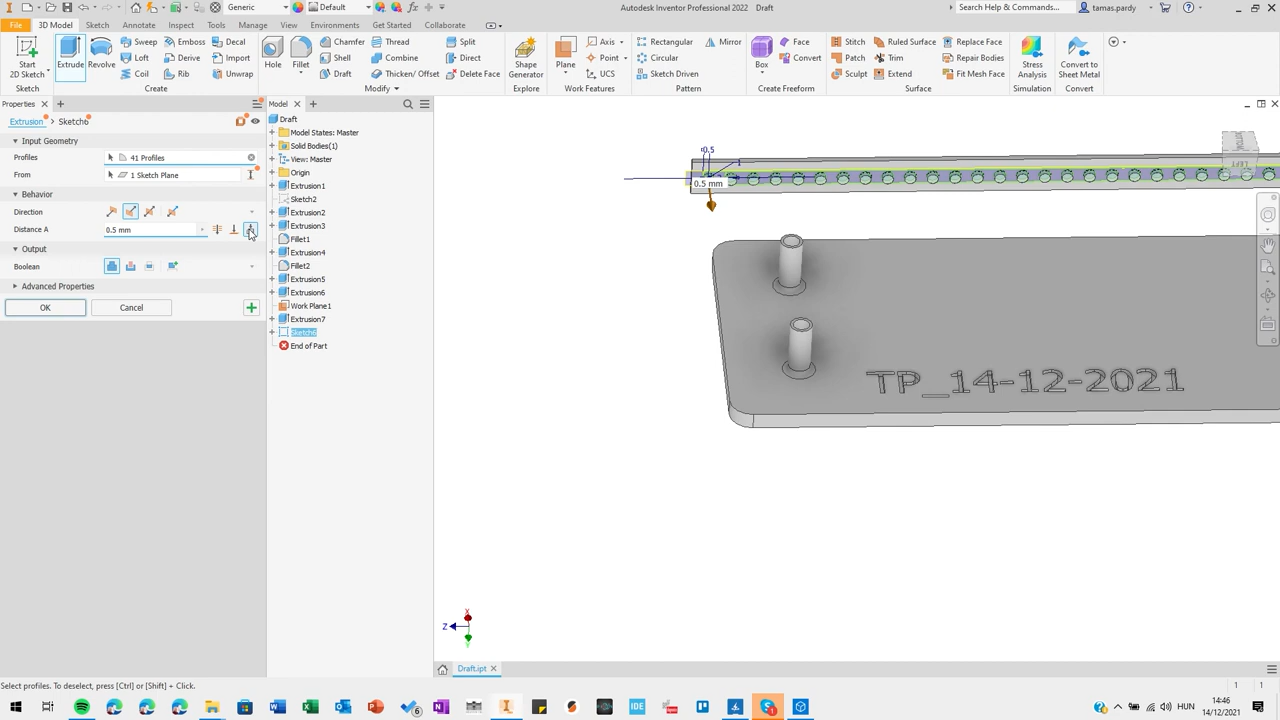 Generic
Default
Autodesk Inventor Professional 2022 Draft
Search Help & Commands...
tamas.pardy
File
3D Model
Sketch
Annotate
Inspect
Tools
Manage
View
Environments
Get Started
Collaborate
Start
2D Sketch
Extrude
Revolve
Sweep
Emboss
Decal
Loft
Derive
Import
Coil
Rib
Unwrap
Hole
Fillet
Chamfer
Thread
Shell
Combine
Draft
Thicken/ Offset
Split
Direct
Delete Face
Shape
Generator
Plane
Axis
Point
UCS
Rectangular
Mirror
Circular
Sketch Driven
Box
Face
Convert
Stitch
Ruled Surface
Replace Face
Patch
Trim
Repair Bodies
Sculpt
Extend
Fit Mesh Face
Stress
Analysis
Convert to
Sheet Metal
Sketch
Create
Modify
Explore
Work Features
Pattern
Create Freeform
Surface
Simulation
Convert
Properties
Extrusion > Sketch6
Input Geometry
Profiles 41 Profiles
From 1 Sketch Plane
Behavior
Direction
Distance A 0.5 mm
Output
Boolean
Advanced Properties
OK
Cancel
Model
Draft
Model States: Master
Solid Bodies(1)
View: Master
Origin
Extrusion1
Sketch2
Extrusion2
Extrusion3
Fillet1
Extrusion4
Fillet2
Extrusion5
Extrusion6
Work Plane1
Extrusion7
Sketch6
End of Part
0.5
1
0.5 mm
LEFT
TP_14-12-2021
X
Z
Y
Draft.ipt
Select profiles. To deselect, press [Ctrl] or [Shift] + Click.
1
1
IDE
HUN
14:46
14/12/2021